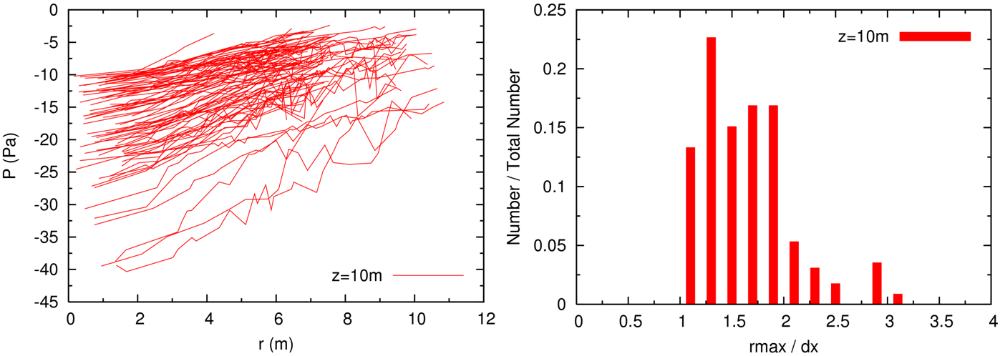 0
-5
-10
-15
-20
-25
-30
-35
-40
-45
P (Pa)
z=10m
0 2 4 6 8 10 12
r (m)
0.25
0.2
0.15
0.1
0.05
0
Number / Total Number
z=10m
0 0.5 1 1.5 2 2.5 3 3.5 4
rmax / dx